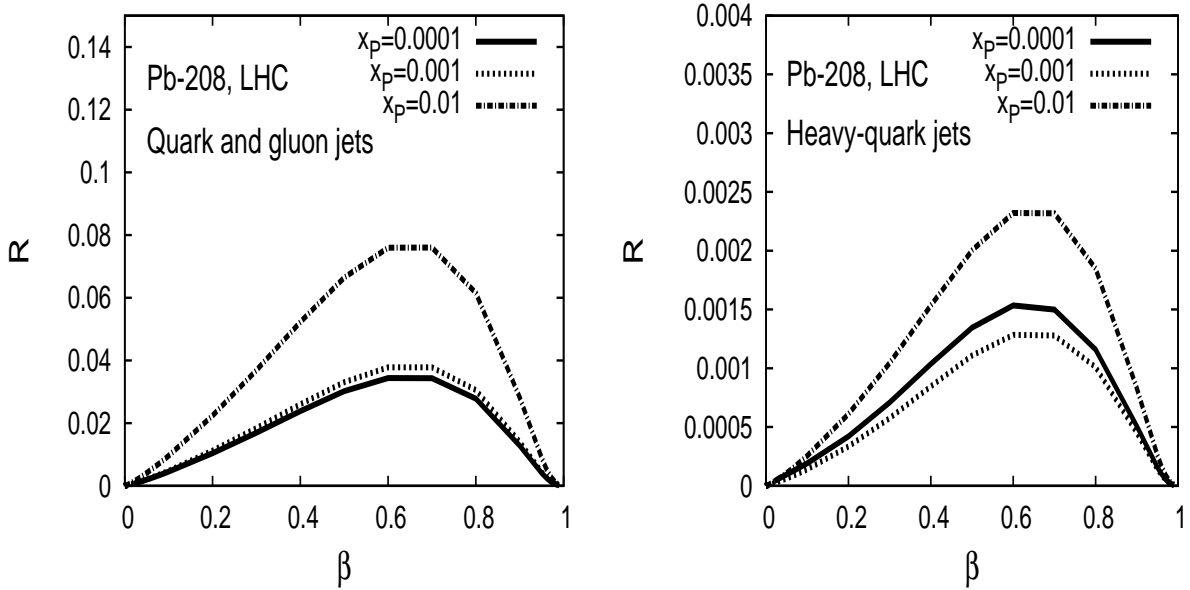 0.14
0.12
0.1
0.08
0.06
0.04
0.02
0
R
x_P=0.0001
x_P=0.001
x_P=0.01
Pb-208, LHC
Quark and gluon jets
0 0.2 0.4 0.6 0.8 1
β
0.004
0.0035
0.003
0.0025
0.002
0.0015
0.001
0.0005
0
R
x_P=0.0001
x_P=0.001
x_P=0.01
Pb-208, LHC
Heavy-quark jets
0 0.2 0.4 0.6 0.8 1
β